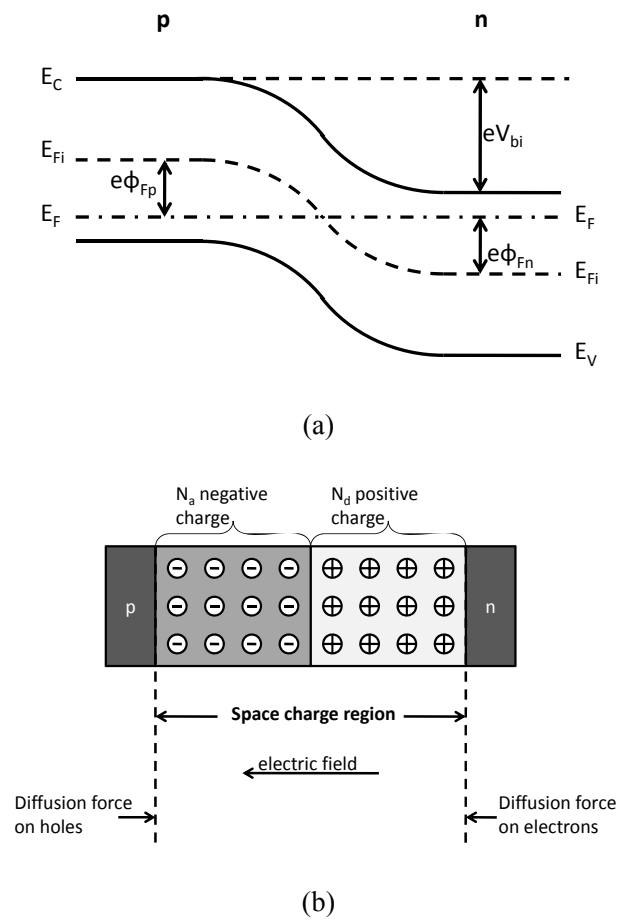 p n
E_C
eV_bi
E_Fi
eϕ_Fp
E_F E_F
eϕ_Fn
E_Fi
E_V
(a)
N_a negative
charge
N_d positive
charge
p n
Space charge region
electric field
Diffusion force
on holes
Diffusion force
on electrons
(b)